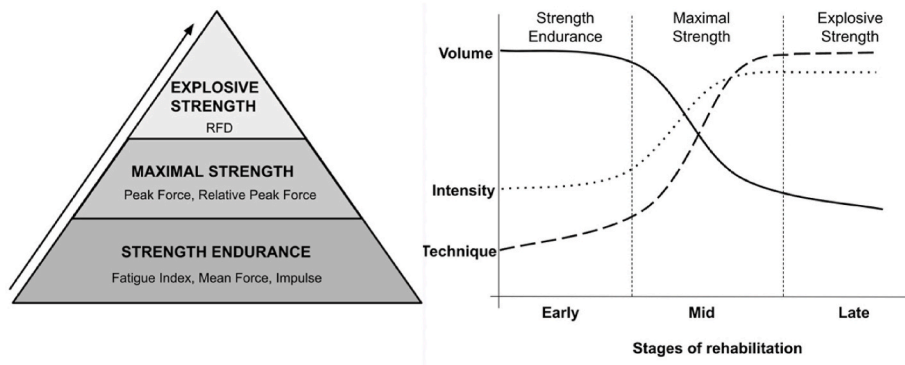 EXPLOSIVE
STRENGTH
RFD
MAXIMAL STRENGTH
Peak Force, Relative Peak Force
STRENGTH ENDURANCE
Fatigue Index, Mean Force, Impulse
Strength
Endurance
Maximal
Strength
Explosive
Strength
Volume
Intensity
Technique
Early
Mid
Late
Stages of rehabilitation